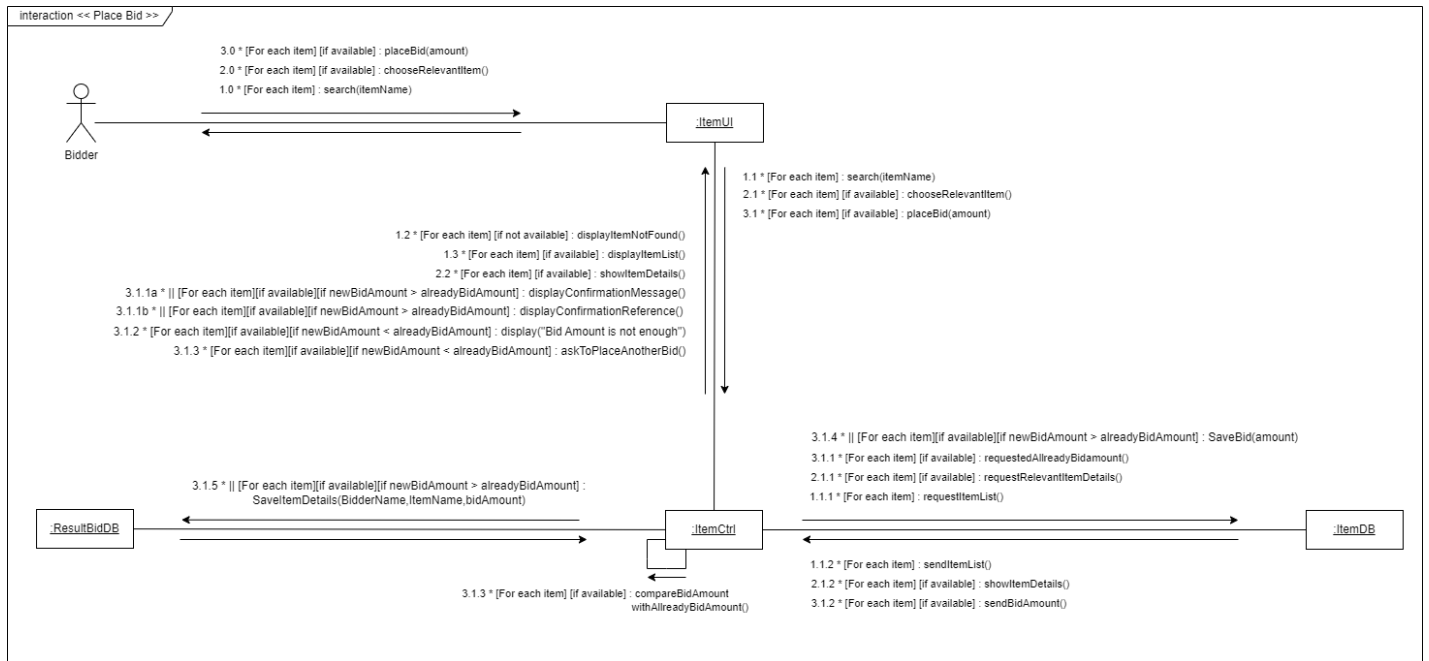 interaction << Place Bid >>
3.0 * [For each item] [if available] : placeBid(amount)
2.0 * [For each item] [if available] : chooseRelevantItem()
1.0 * [For each item] : search(itemName)
Bidder
:ItemUI
1.1 * [For each item] : search(itemName)
2.1 * [For each item] [if available] : chooseRelevantItem()
3.1 * [For each item] [if available] : placeBid(amount)
1.2 * [For each item] [if not available] : displayItemNotFound()
1.3 * [For each item] [if available] : displayItemList()
2.2 * [For each item] [if available] : showItemDetails()
3.1.1a * || [For each item][if available][if newBidAmount > alreadyBidAmount] : displayConfirmationMessage()
3.1.1b * || [For each item][if available][if newBidAmount > alreadyBidAmount] : displayConfirmationReference()
3.1.2 * [For each item][if available][if newBidAmount < alreadyBidAmount] : display("Bid Amount is not enough")
3.1.3 * [For each item][if available][if newBidAmount < alreadyBidAmount] : askToPlaceAnotherBid()
3.1.4 * || [For each item][if available][if newBidAmount > alreadyBidAmount] : SaveBid(amount)
3.1.1 * [For each item] [if available] : requestedAllreadyBidamount()
2.1.1 * [For each item] [if available] : requestRelevantItemDetails()
1.1.1 * [For each item] : requestItemList()
3.1.5 * || [For each item][if available][if newBidAmount > alreadyBidAmount] :
SaveItemDetails(BidderName,ItemName,bidAmount)
:ResultBidDB
:ItemCtrl
:ItemDB
1.1.2 * [For each item] : sendItemList()
2.1.2 * [For each item] [if available] : showItemDetails()
3.1.2 * [For each item] [if available] : sendBidAmount()
3.1.3 * [For each item] [if available] : compareBidAmount
withAllreadyBidAmount()